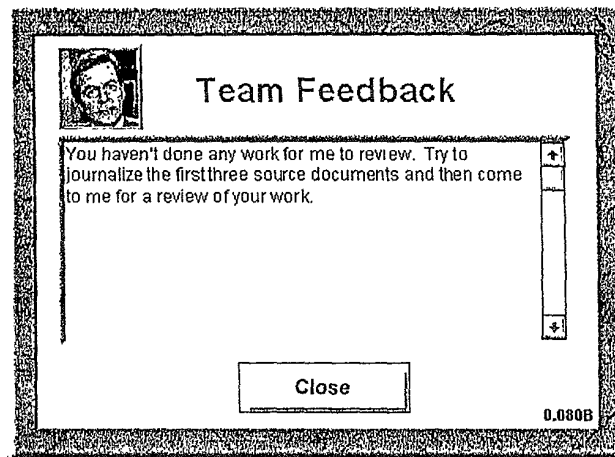 Team Feedback
You haven't done any work for me to review.  Try to
journalize the first three source documents and then come
to me for a review of your work.
Close
0.080B